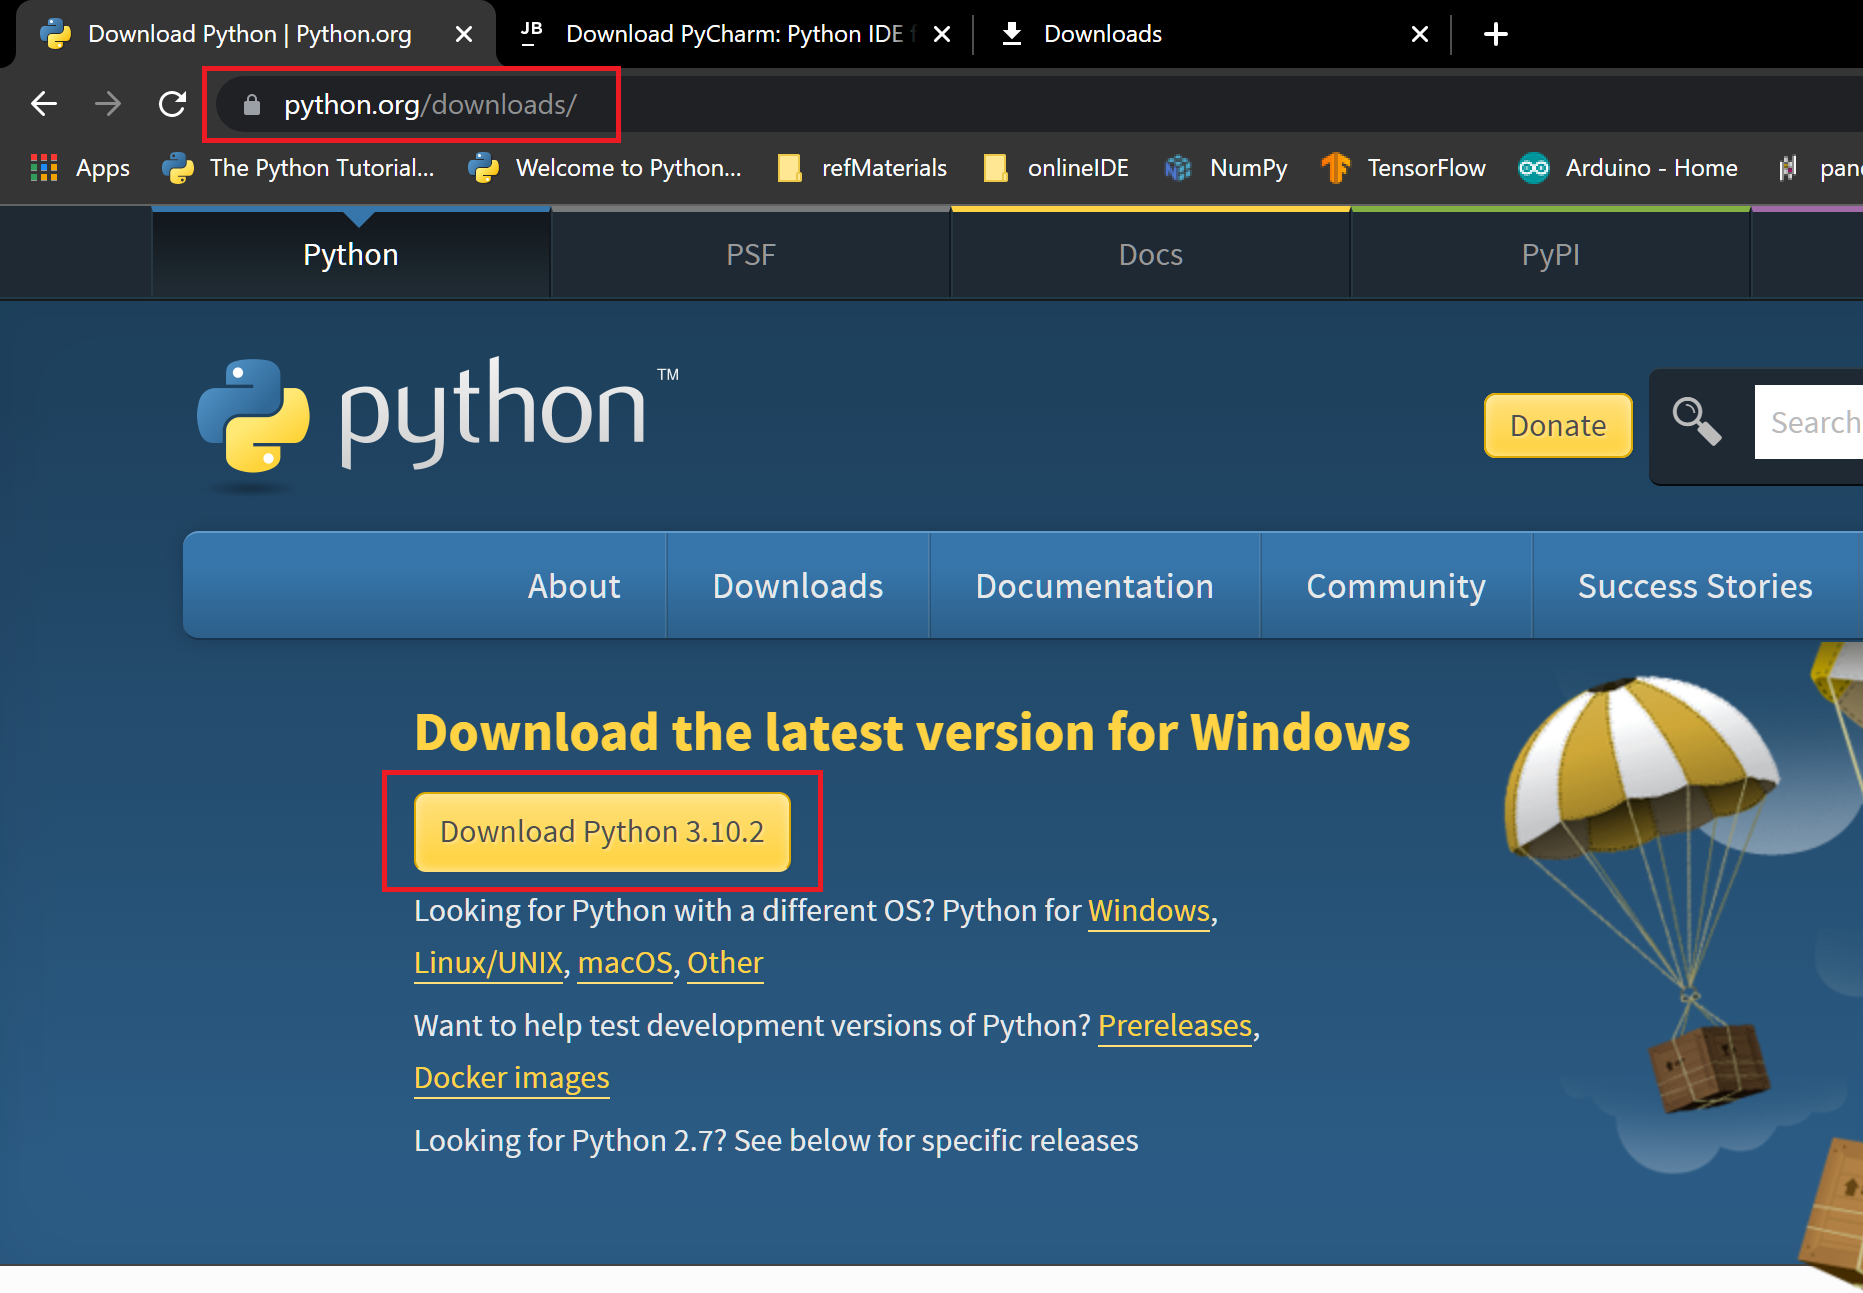 Download Python | Python.org
JB Download PyCharm: Python IDE
Downloads
python.org/downloads/
Apps The Python Tutorial... Welcome to Python... refMaterials onlineIDE NumPy TensorFlow Arduino - Home
Python PSF Docs PyPI
python TM
Donate
Search
About Downloads Documentation Community Success Stories
Download the latest version for Windows
Download Python 3.10.2
Looking for Python with a different OS? Python for Windows,
Linux/UNIX, macOS, Other
Want to help test development versions of Python? Prereleases,
Docker images
Looking for Python 2.7? See below for specific releases